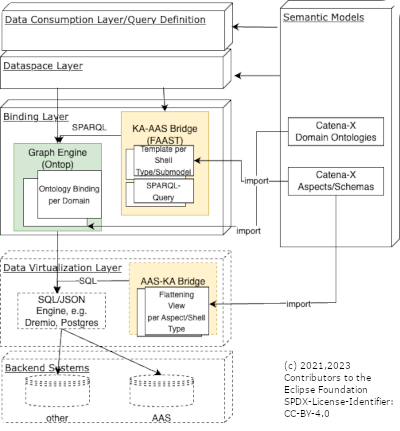 Data Consumption Layer/Query Definition
Semantic Models
Dataspace Layer
Binding Layer
SPARQL
KA-AAS Bridge
(FAAST)
Graph Engine
(Ontop)
Template per
Shell
Type/Submodel
SPARQL-
Query
Ontology Binding
per Domain
Catena-X
Domain Ontologies
Catena-X
Aspects/Schemas
import
import
Data Virtualization Layer
SQL
AAS-KA Bridge
SQL/JSON
Engine, e.g.
Dremio, Postgres
Flattening
View
per Aspect/Shell
Type
import
Backend Systems
other
AAS
(c) 2021,2023
Contributors to the
Eclipse Foundation
SPDX-License-Identifier:
CC-BY-4.0